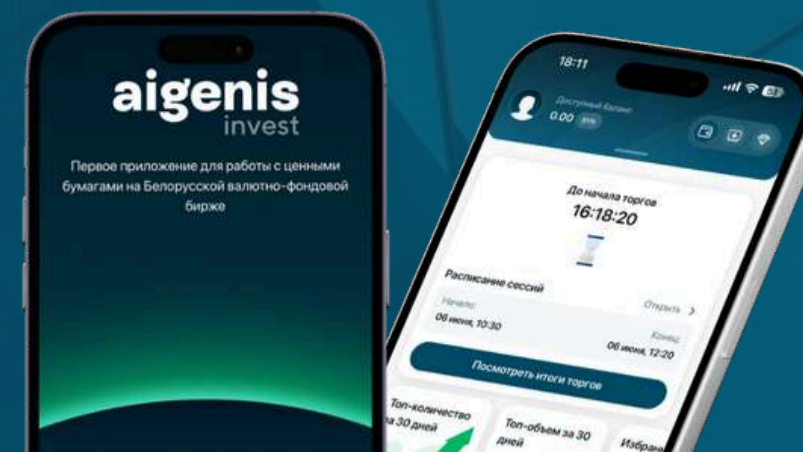 aigenis
invest
Первое приложение для работы с ценными
бумагами на Белорусской валютно-фондовой
бирже
18:11
51
Доступный баланс
0.00 BYN
До начала торгов
16:18:20
Расписание сессий
Открыть >
Начало:
06 июня, 10:30
Конец:
06 июня, 12:20
Посмотреть итоги торгов
Топ-количество
за 30 дней
Топ-объем за 30
дней